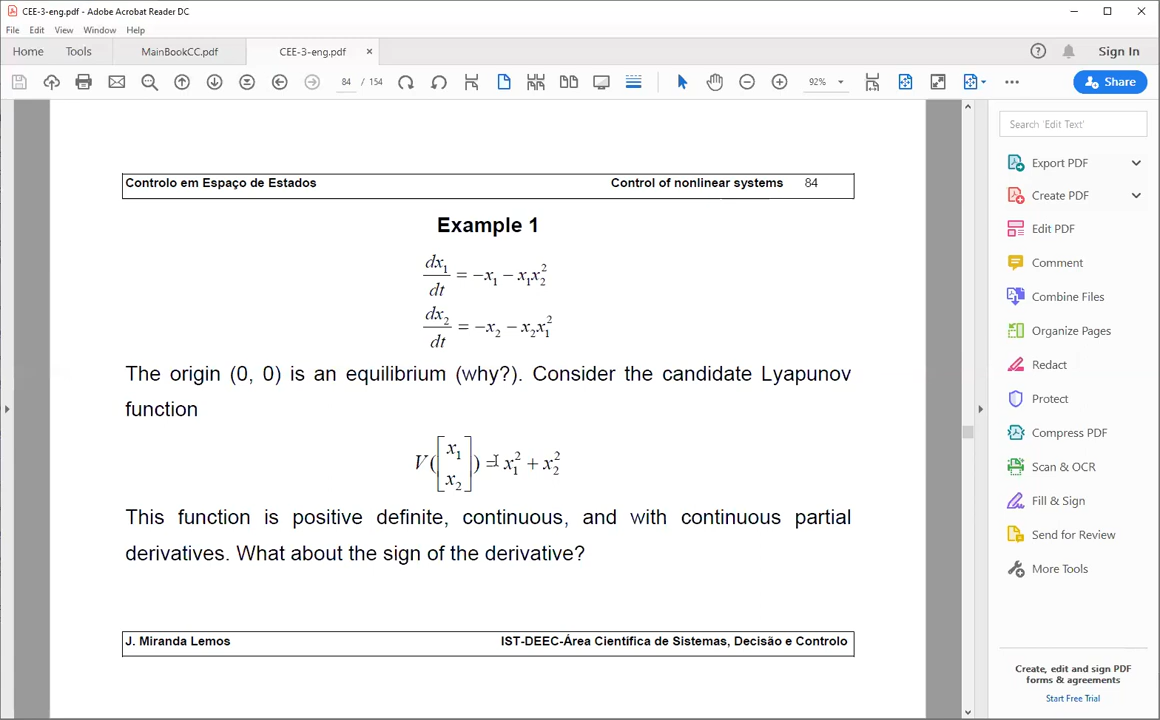 CEE-3-eng.pdf - Adobe Acrobat Reader DC
File Edit View Window Help
Home Tools MainBookCC.pdf CEE-3-eng.pdf × Sign In
84 / 154 92% Share
Controlo em Espaço de Estados Control of nonlinear systems 84
Example 1
dx₁/dt = −x₁ − x₁x₂²
dx₂/dt = −x₂ − x₂x₁²
The origin (0, 0) is an equilibrium (why?). Consider the candidate Lyapunov
function
V([x₁ x₂]) = x₁² + x₂²
This function is positive definite, continuous, and with continuous partial
derivatives. What about the sign of the derivative?
J. Miranda Lemos IST-DEEC-Área Científica de Sistemas, Decisão e Controlo
Search 'Edit Text'
Export PDF
Create PDF
Edit PDF
Comment
Combine Files
Organize Pages
Redact
Protect
Compress PDF
Scan & OCR
Fill & Sign
Send for Review
More Tools
Create, edit and sign PDF
forms & agreements
Start Free Trial